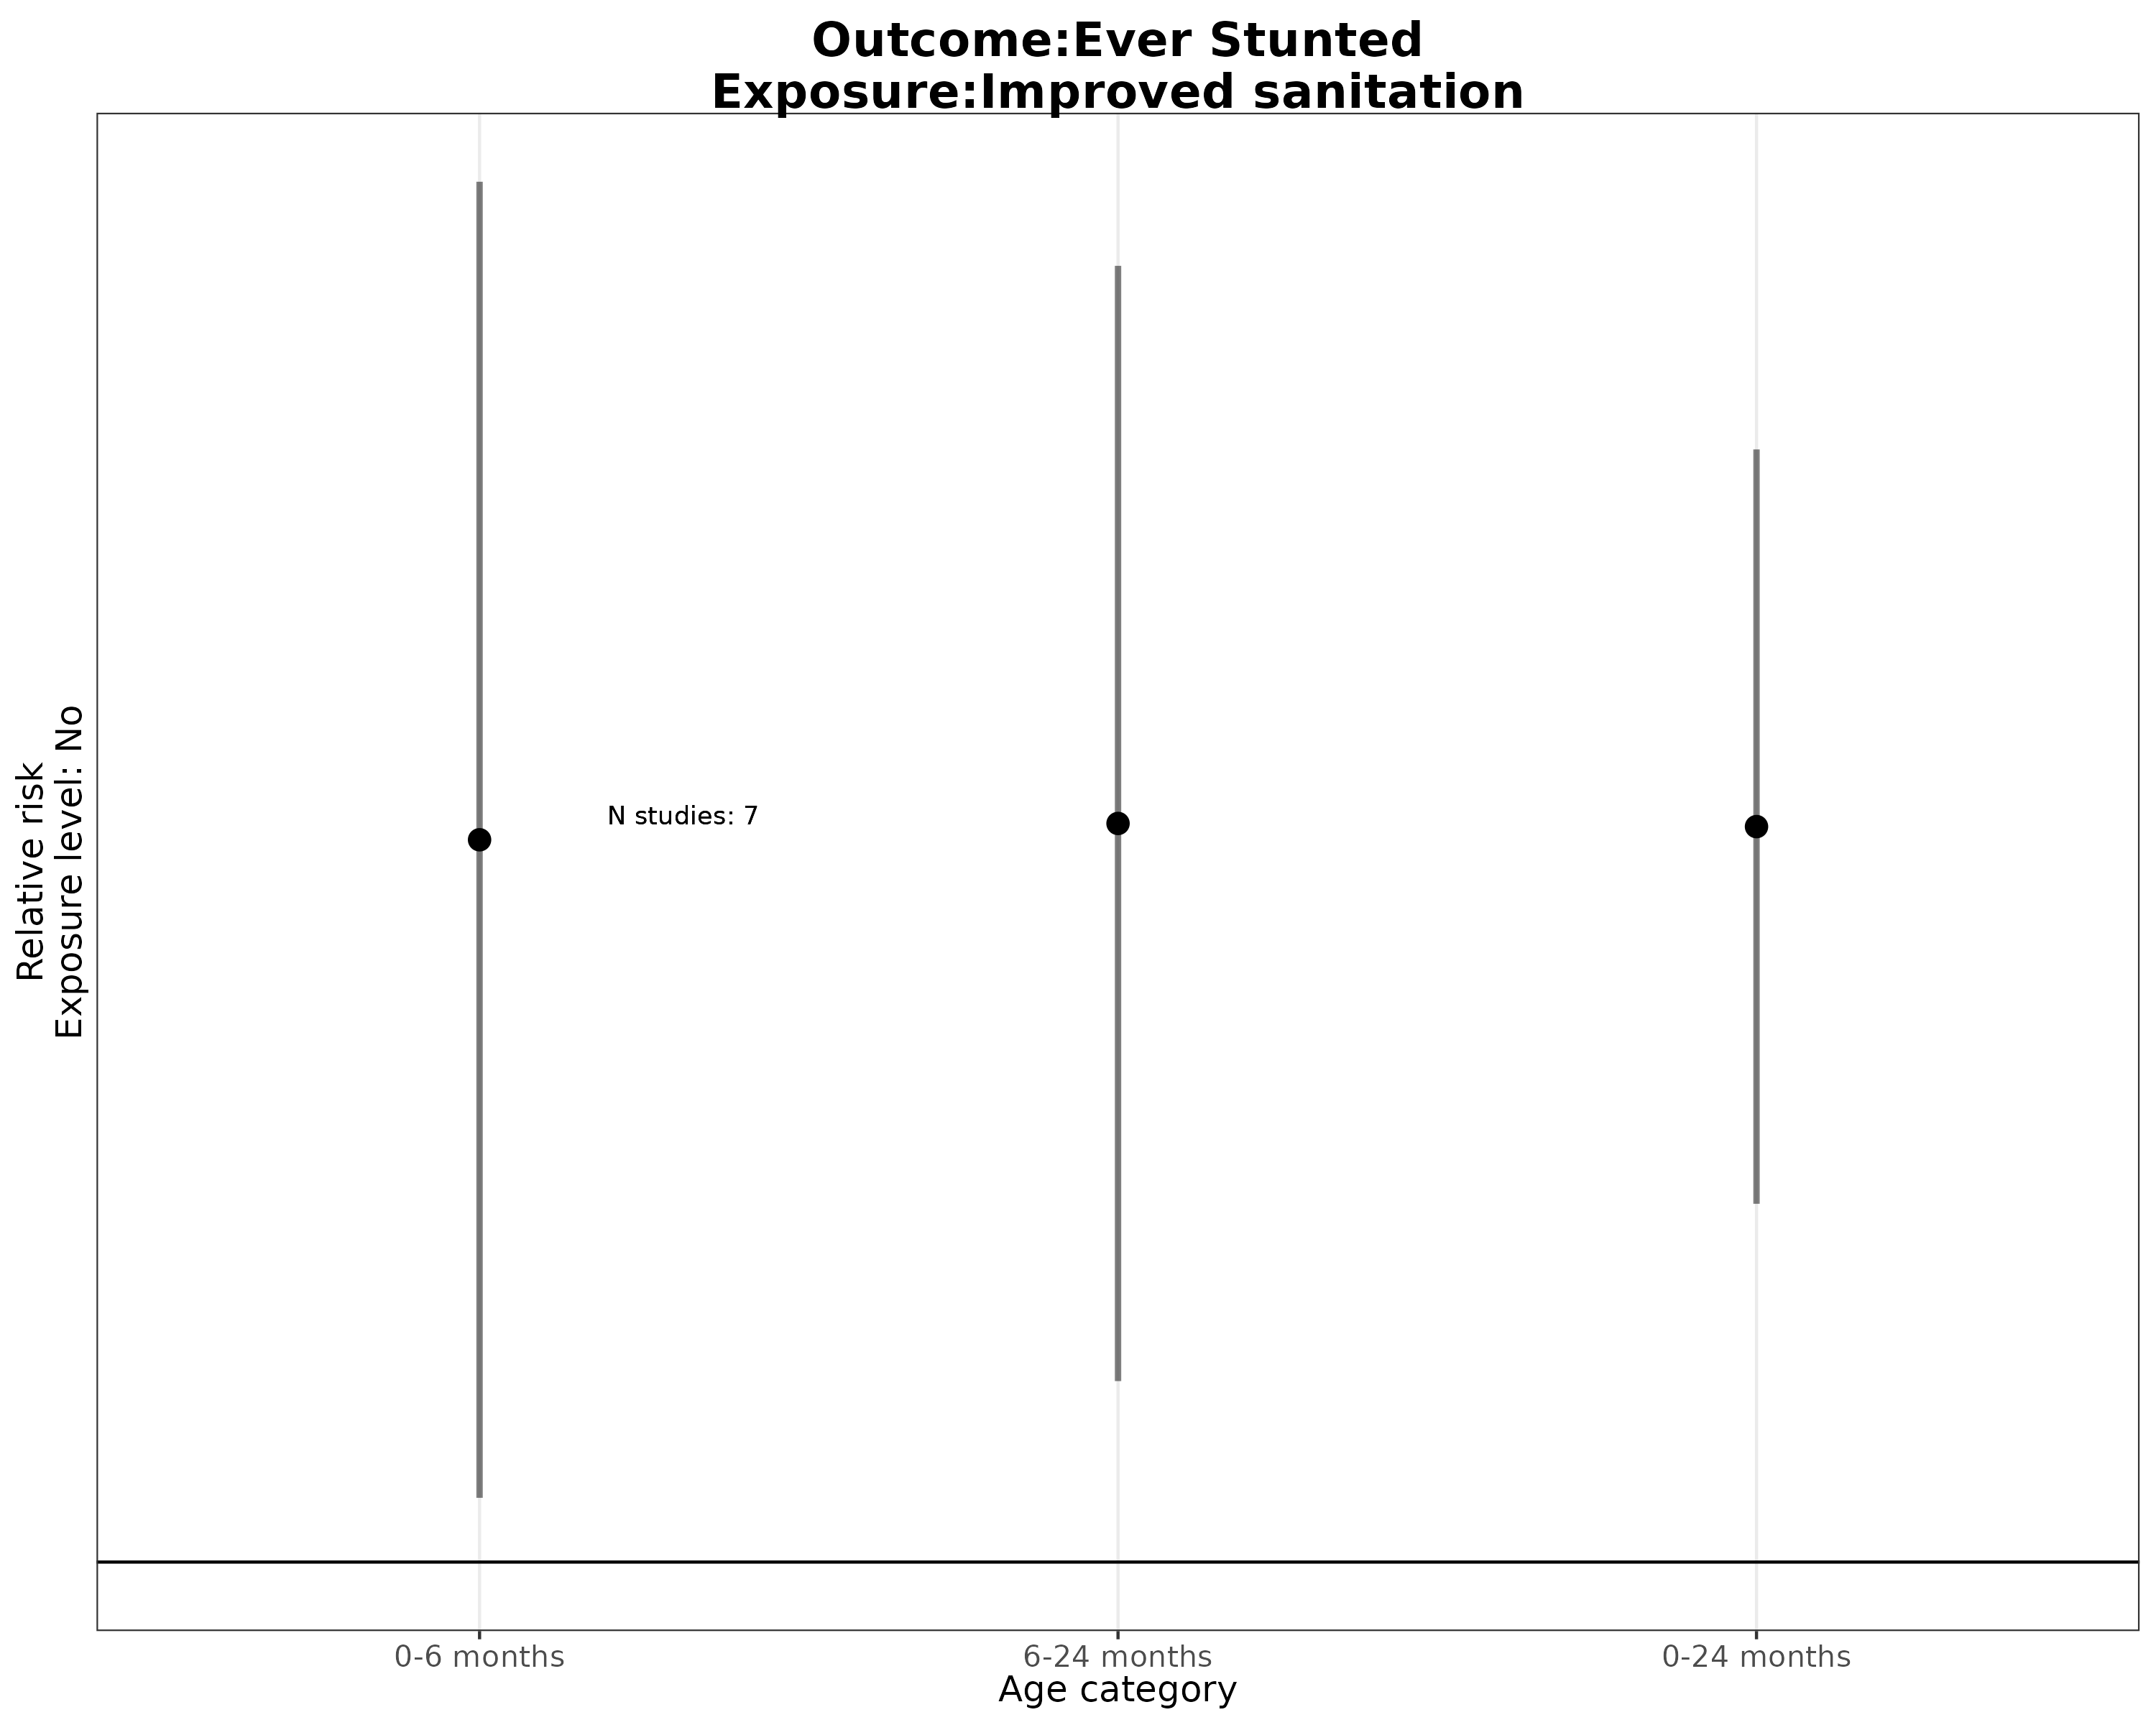 Outcome:Ever Stunted
Exposure:Improved sanitation
Relative risk
Exposure level: No
N studies: 7
0-6 months
6-24 months
0-24 months
Age category